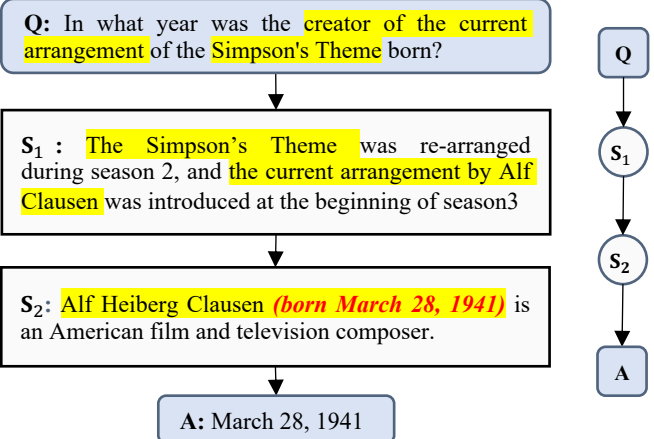 Q: In what year was the creator of the current
arrangement of the Simpson's Theme born?
S₁ : The Simpson’s Theme was re-arranged
during season 2, and the current arrangement by Alf
Clausen was introduced at the beginning of season3
S₂: Alf Heiberg Clausen (born March 28, 1941) is
an American film and television composer.
A: March 28, 1941
Q
S₁
S₂
A